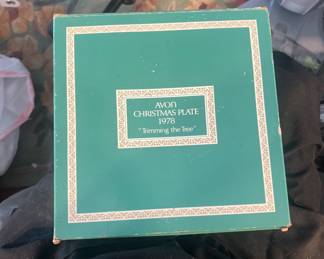 AVON
CHRISTMAS PLATE
1978
"Trimming the Tree"